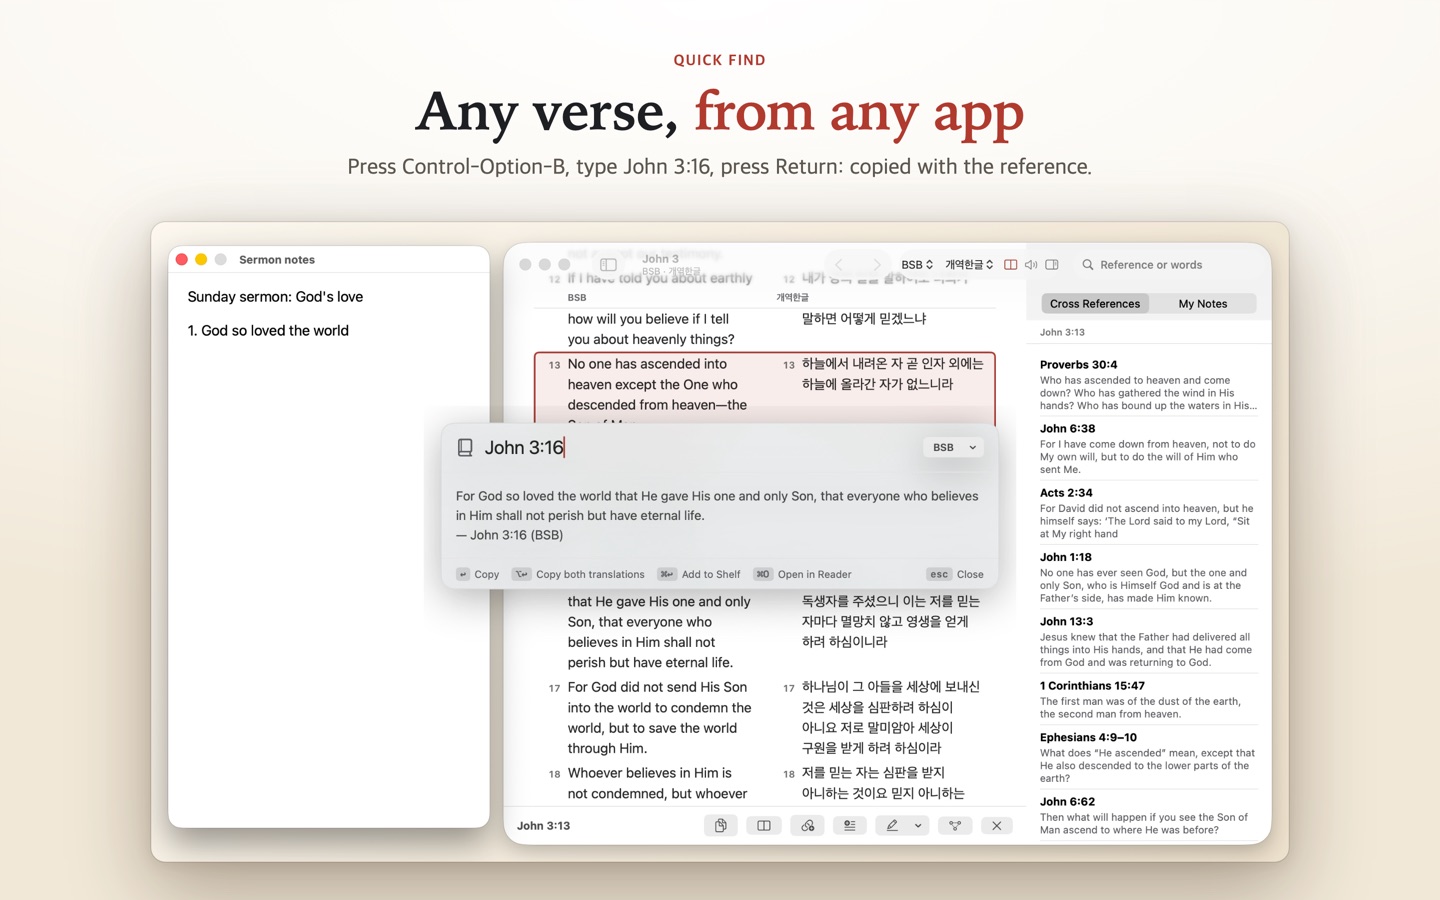 QUICK FIND
Any verse, from any app
Press Control-Option-B, type John 3:16, press Return: copied with the reference.
Sermon notes
Sunday sermon: God's love
1. God so loved the world
John 3
BSB · 개역한글
BSB
개역한글
Reference or words
12 If I have told you about earthly
12 내가
BSB
개역한글
how will you believe if I tell
you about heavenly things?
말하면 어떻게 믿겠느냐
13 No one has ascended into
heaven except the One who
descended from heaven—the
13 하늘에서 내려온 자 곧 인자 외에는
하늘에 올라간 자가 없느니라
John 3:16
BSB
For God so loved the world that He gave His one and only Son, that everyone who believes
in Him shall not perish but have eternal life.
— John 3:16 (BSB)
Copy
Copy both translations
Add to Shelf
⌘O Open in Reader
esc Close
that He gave His one and only
Son, that everyone who
believes in Him shall not
perish but have eternal life.
독생자를 주셨으니 이는 저를 믿는
자마다 멸망치 않고 영생을 얻게
하려 하심이니라
17 For God did not send His Son
into the world to condemn the
world, but to save the world
through Him.
17 하나님이 그 아들을 세상에 보내신
것은 세상을 심판하려 하심이
아니요 저로 말미암아 세상이
구원을 받게 하려 하심이라
18 Whoever believes in Him is
not condemned, but whoever
18 저를 믿는 자는 심판을 받지
아니하는 것이요 믿지 아니하는
John 3:13
Cross References
My Notes
John 3:13
Proverbs 30:4
Who has ascended to heaven and come
down? Who has gathered the wind in His
hands? Who has bound up the waters in His...
John 6:38
For I have come down from heaven, not to do
My own will, but to do the will of Him who
sent Me.
Acts 2:34
For David did not ascend into heaven, but he
himself says: ‘The Lord said to my Lord, “Sit
at My right hand
John 1:18
No one has ever seen God, but the one and
only Son, who is Himself God and is at the
Father’s side, has made Him known.
John 13:3
Jesus knew that the Father had delivered all
things into His hands, and that He had come
from God and was returning to God.
1 Corinthians 15:47
The first man was of the dust of the earth,
the second man from heaven.
Ephesians 4:9–10
What does “He ascended” mean, except that
He also descended to the lower parts of the
earth?
John 6:62
Then what will happen if you see the Son of
Man ascend to where He was before?